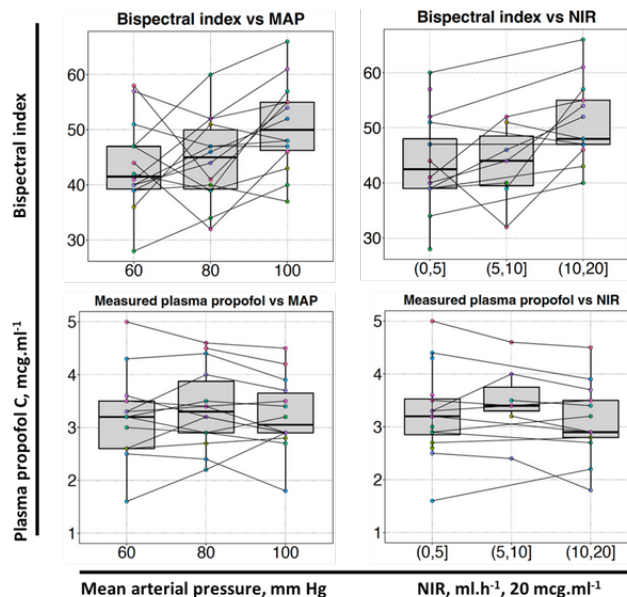 Bispectral index vs MAP
Bispectral index vs NIR
Bispectral index
60
50
40
30
60 80 100
60
50
40
30
(0,5] (5,10] (10,20]
Measured plasma propofol vs MAP
Measured plasma propofol vs NIR
Plasma propofol C, mcg.ml⁻¹
5
4
3
2
1
60 80 100
5
4
3
2
1
(0,5] (5,10] (10,20]
Mean arterial pressure, mm Hg
NIR, ml.h⁻¹, 20 mcg.ml⁻¹